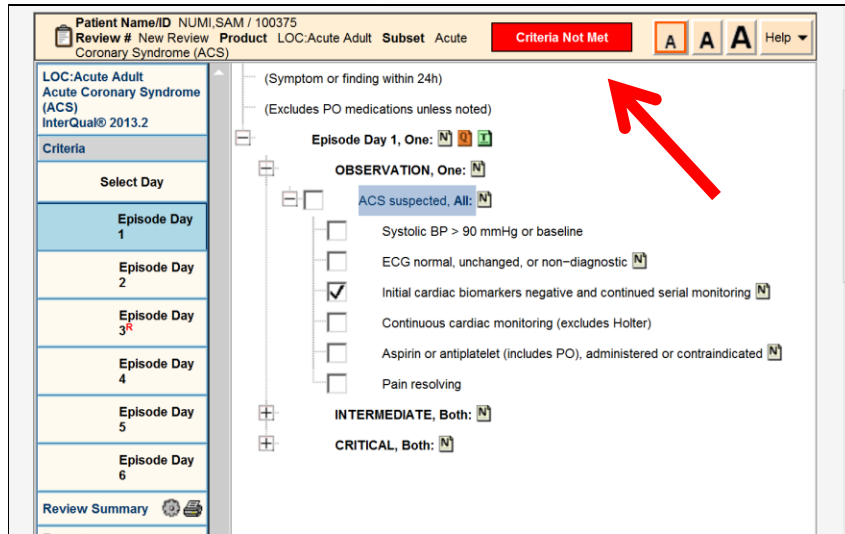 Patient Name/ID NUMI,SAM / 100375
Review # New Review Product LOC:Acute Adult Subset Acute
Coronary Syndrome (ACS)
Criteria Not Met
A A A Help
LOC:Acute Adult
Acute Coronary Syndrome
(ACS)
InterQual® 2013.2
Criteria
Select Day
Episode Day
1
Episode Day
2
Episode Day
3R
Episode Day
4
Episode Day
5
Episode Day
6
Review Summary
(Symptom or finding within 24h)
(Excludes PO medications unless noted)
Episode Day 1, One: N Q T
OBSERVATION, One: N
ACS suspected, All: N
Systolic BP > 90 mmHg or baseline
ECG normal, unchanged, or non−diagnostic N
Initial cardiac biomarkers negative and continued serial monitoring N
Continuous cardiac monitoring (excludes Holter)
Aspirin or antiplatelet (includes PO), administered or contraindicated N
Pain resolving
INTERMEDIATE, Both: N
CRITICAL, Both: N